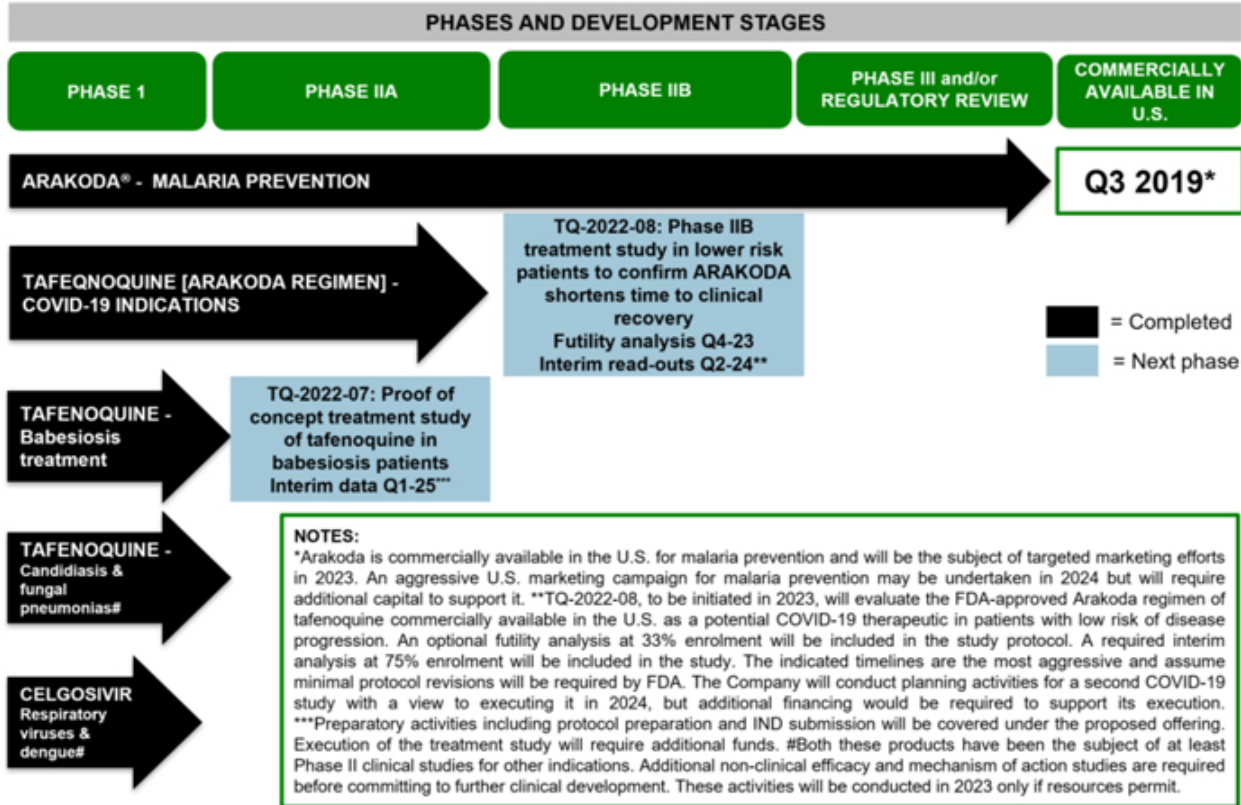 PHASES AND DEVELOPMENT STAGES
PHASE 1
PHASE IIA
PHASE IIB
PHASE III and/or
REGULATORY REVIEW
COMMERCIALLY
AVAILABLE IN
U.S.
ARAKODA® - MALARIA PREVENTION
Q3 2019*
TAFEQNOQUINE [ARAKODA REGIMEN] -
COVID-19 INDICATIONS
TQ-2022-08: Phase IIB
treatment study in lower risk
patients to confirm ARAKODA
shortens time to clinical
recovery
Futility analysis Q4-23
Interim read-outs Q2-24**
= Completed
= Next phase
TAFENOQUINE -
Babesiosis
treatment
TQ-2022-07: Proof of
concept treatment study
of tafenoquine in
babesiosis patients
Interim data Q1-25***
TAFENOQUINE -
Candidiasis &
fungal
pneumonias#
CELGOSIVIR
Respiratory
viruses &
dengue#
NOTES:
*Arakoda is commercially available in the U.S. for malaria prevention and will be the subject of targeted marketing efforts
in 2023. An aggressive U.S. marketing campaign for malaria prevention may be undertaken in 2024 but will require
additional capital to support it. **TQ-2022-08, to be initiated in 2023, will evaluate the FDA-approved Arakoda regimen of
tafenoquine commercially available in the U.S. as a potential COVID-19 therapeutic in patients with low risk of disease
progression. An optional futility analysis at 33% enrolment will be included in the study protocol. A required interim
analysis at 75% enrolment will be included in the study. The indicated timelines are the most aggressive and assume
minimal protocol revisions will be required by FDA. The Company will conduct planning activities for a second COVID-19
study with a view to executing it in 2024, but additional financing would be required to support its execution.
***Preparatory activities including protocol preparation and IND submission will be covered under the proposed offering.
Execution of the treatment study will require additional funds. #Both these products have been the subject of at least
Phase II clinical studies for other indications. Additional non-clinical efficacy and mechanism of action studies are required
before committing to further clinical development. These activities will be conducted in 2023 only if resources permit.